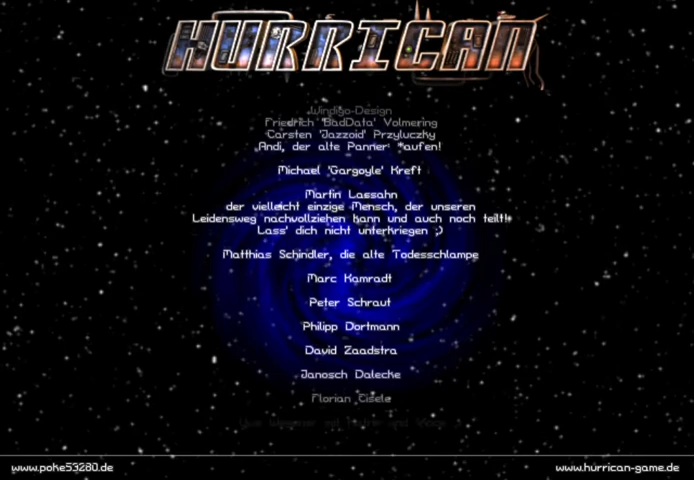 HURRICAN
Windigo-Design
Friedrich 'BadData' Volmering
Carsten 'Jazzoid' Przyluczky
Andi, der alte Panner! *aufen!
Michael 'Gargoyle' Kreft
Martin Lassahn
der vielleicht einzige Mensch, der unseren
Leidensweg nachvollziehen kann und auch noch teilt!
Lass' dich nicht unterkriegen ;)
Matthias Schindler, die alte Todesschlampe
Marc Kamradt
Peter Schraut
Philipp Dortmann
David Zaadstra
Janosch Dalecke
Florian Eisele
www.poke53280.de
www.hurrican-game.de